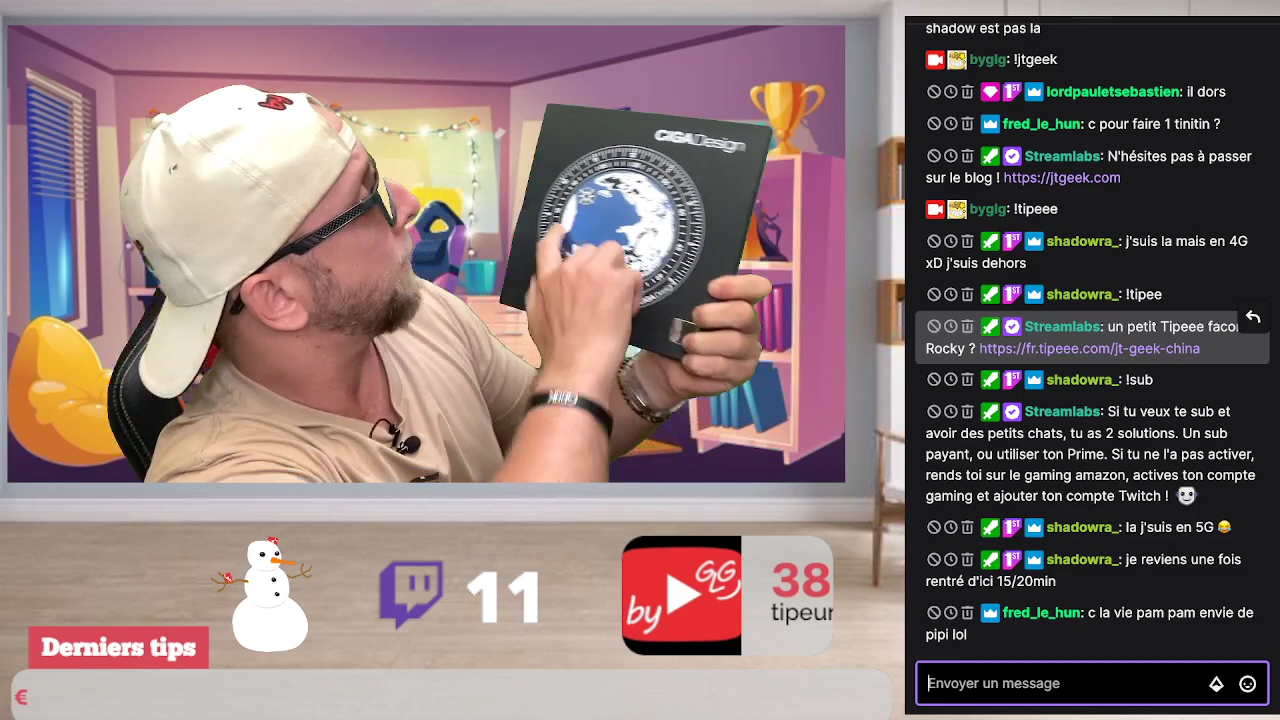 CIGA Design
11
by GLG
38
tipeur
Derniers tips
€
shadow est pas la
byglg: !jtgeek
lordpauletsebastien: il dors
fred_le_hun: c pour faire 1 tinitin ?
Streamlabs: N'hésites pas à passer
sur le blog ! https://jtgeek.com
byglg: !tipeee
shadowra_: j'suis la mais en 4G
xD j'suis dehors
shadowra_: !tipee
Streamlabs: un petit Tipeee facon
Rocky ? https://fr.tipeee.com/jt-geek-china
shadowra_: !sub
Streamlabs: Si tu veux te sub et
avoir des petits chats, tu as 2 solutions. Un sub
payant, ou utiliser ton Prime. Si tu ne l'a pas activer,
rends toi sur le gaming amazon, actives ton compte
gaming et ajouter ton compte Twitch !
shadowra_: la j'suis en 5G 😂
shadowra_: je reviens une fois
rentré d'ici 15/20min
fred_le_hun: c la vie pam pam envie de
pipi lol
Envoyer un message